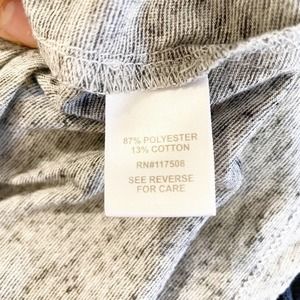 87% POLYESTER
13% COTTON
RN#117508
SEE REVERSE
FOR CARE